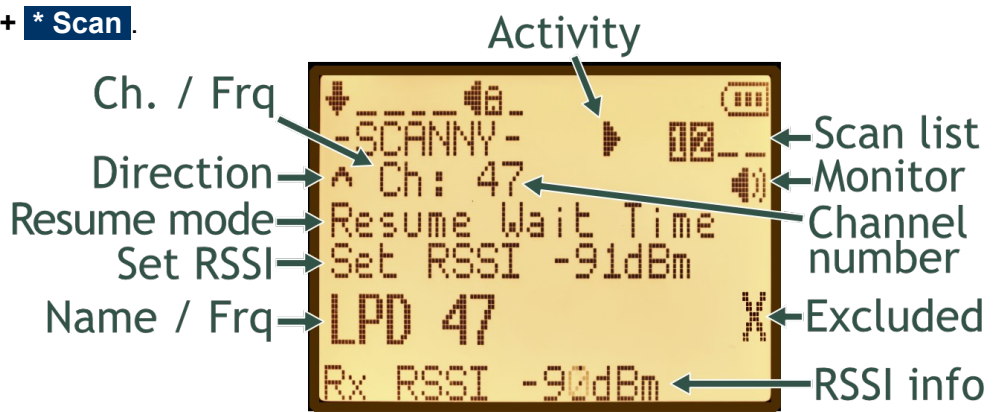 + * Scan .
Activity
Ch. / Frq
-SCANNY-
12__
Scan list
Direction
^ Ch: 47
Monitor
Resume mode
Resume Wait Time
Channel number
Set RSSI
Set RSSI -91dBm
Name / Frq
LPD 47
X
Excluded
Rx RSSI -90dBm
RSSI info